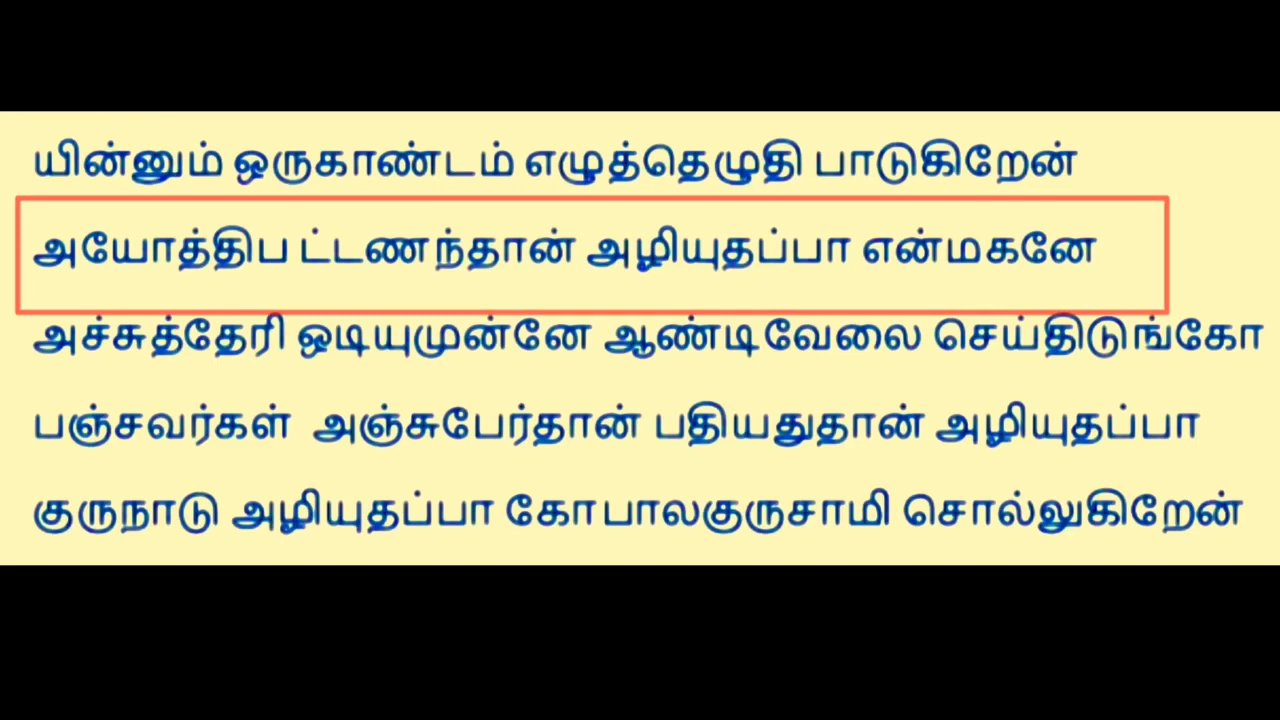 யின்னும் ஒருகாண்டம் எழுத்தெழுதி பாடுகிறேன்
அயோத்திப ட்டணந்தான் அழியுதப்பா என்மகனே
அச்சுத்தேரி ஒடியுமுன்னே ஆண்டிவேலை செய்திடுங்கோ
பஞ்சவர்கள் அஞ்சுபேர்தான் பதியதுதான் அழியுதப்பா
குருநாடு அழியுதப்பா கோபாலகுருசாமி சொல்லுகிறேன்